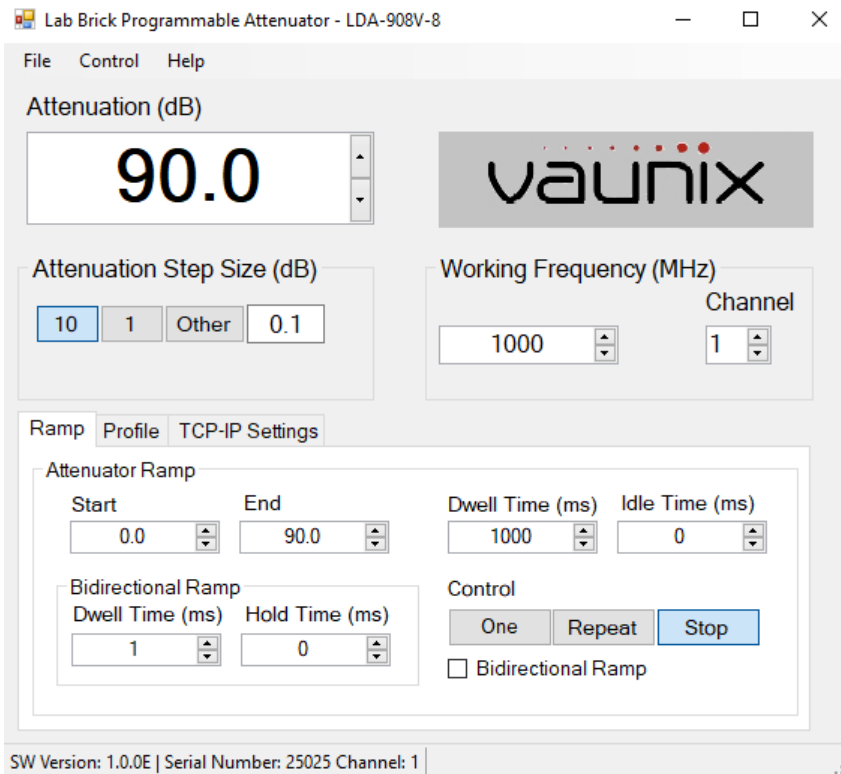 Lab Brick Programmable Attenuator - LDA-908V-8
File Control Help
Attenuation (dB)
90.0
vaunix
Attenuation Step Size (dB)
10 1 Other 0.1
Working Frequency (MHz)
Channel
1000 1
Ramp Profile TCP-IP Settings
Attenuator Ramp
Start End Dwell Time (ms) Idle Time (ms)
0.0 90.0 1000 0
Bidirectional Ramp
Dwell Time (ms) Hold Time (ms)
1 0
Control
One Repeat Stop
Bidirectional Ramp
SW Version: 1.0.0E | Serial Number: 25025 Channel: 1